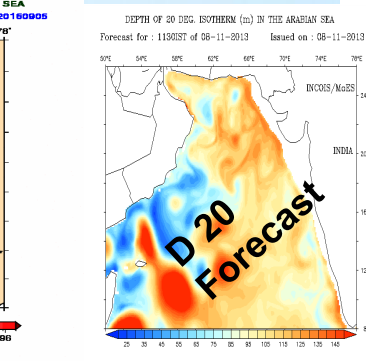 SEA
20160905
78°
96
DEPTH OF 20 DEG. ISOTHERM (m) IN THE ARABIAN SEA
Forecast for : 1130IST of 08-11-2013 Issued on : 08-11-2013
50°E 54°E 58°E 62°E 66°E 70°E 74°E 78°E
INCOIS/MoES
INDIA
D 20
Forecast
24
20
16
12
8
25 35 45 55 65 75 85 95 105 115 125 135 145